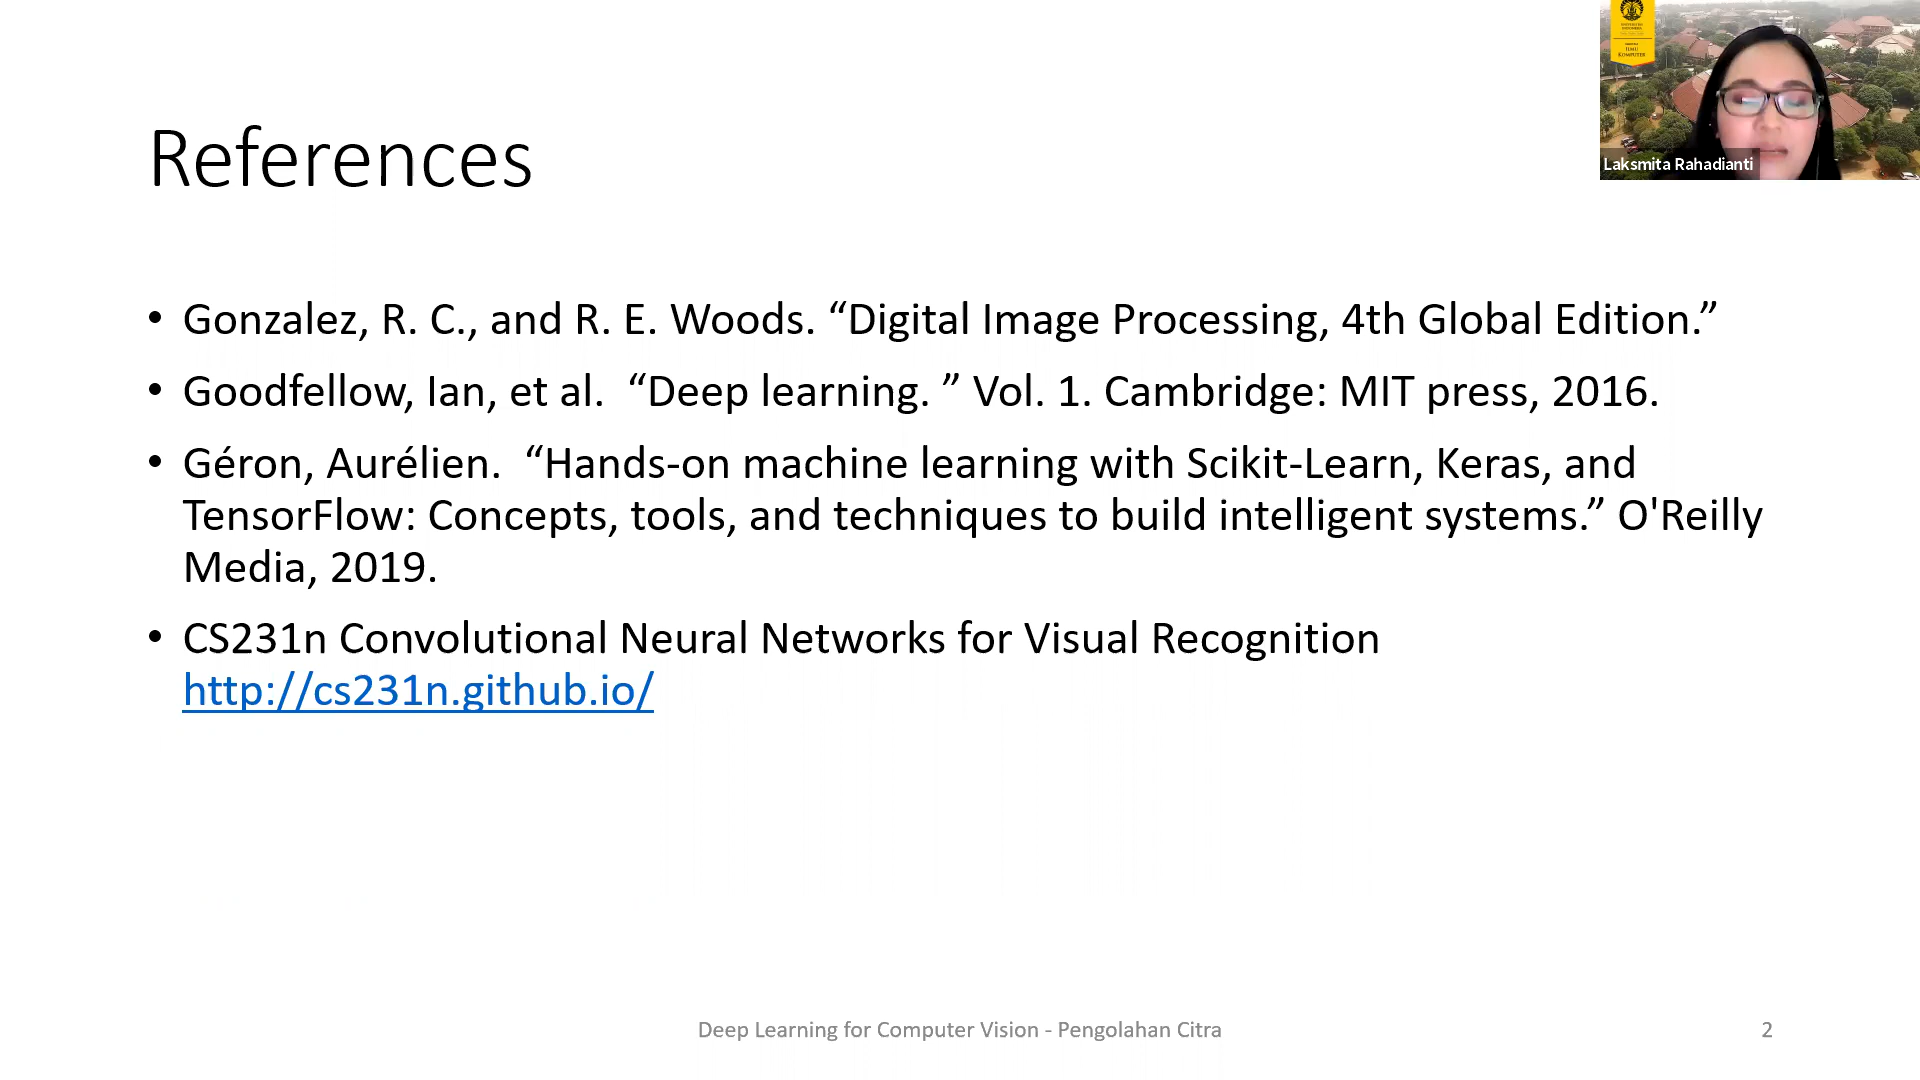 References
• Gonzalez, R. C., and R. E. Woods. “Digital Image Processing, 4th Global Edition.”
• Goodfellow, Ian, et al.  “Deep learning. ” Vol. 1. Cambridge: MIT press, 2016.
• Géron, Aurélien.  “Hands-on machine learning with Scikit-Learn, Keras, and
TensorFlow: Concepts, tools, and techniques to build intelligent systems.” O'Reilly
Media, 2019.
• CS231n Convolutional Neural Networks for Visual Recognition
http://cs231n.github.io/
Deep Learning for Computer Vision - Pengolahan Citra
2
ILMU
KOMPUTER
Laksmita Rahadianti